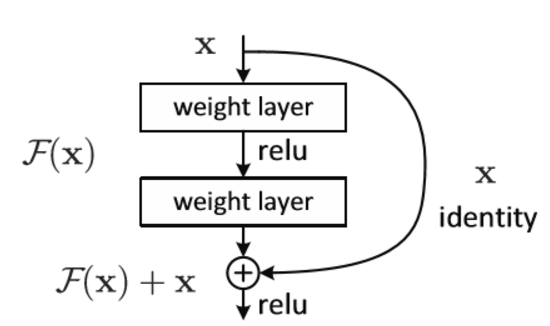 x
weight layer
F(x)
relu
x
weight layer
identity
F(x) + x
relu